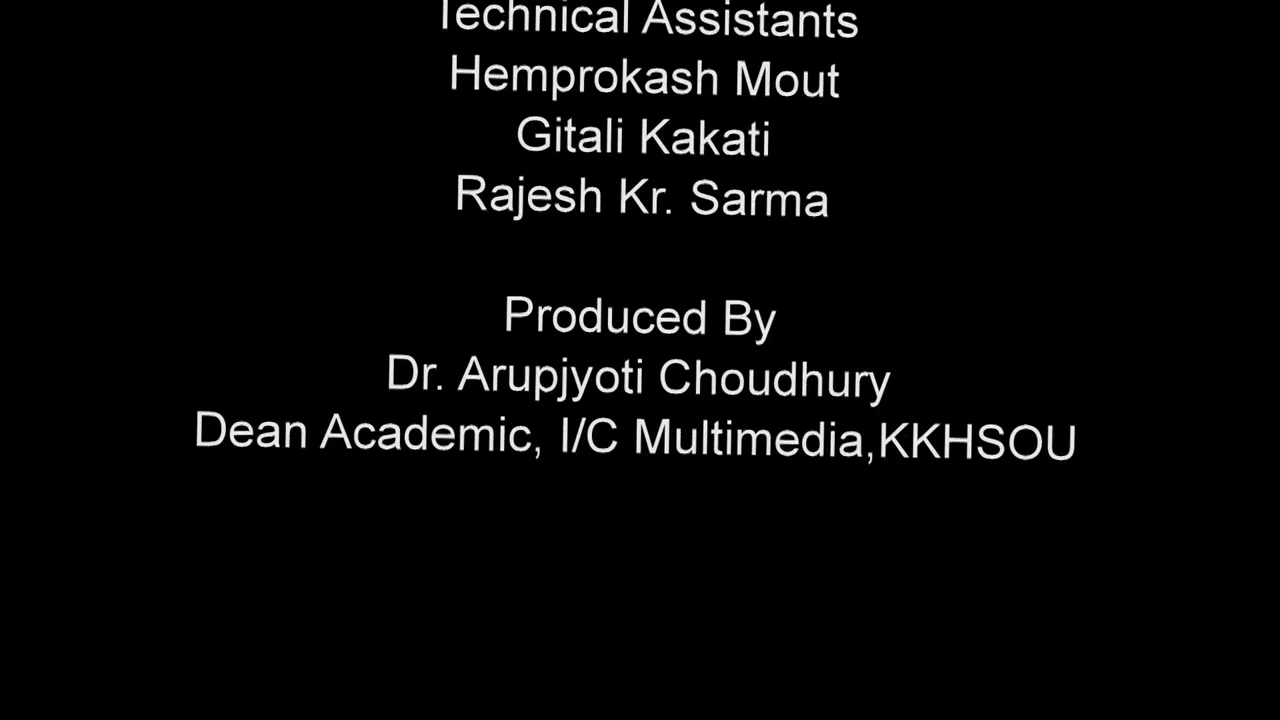 Technical Assistants
Hemprokash Mout
Gitali Kakati
Rajesh Kr. Sarma
Produced By
Dr. Arupjyoti Choudhury
Dean Academic, I/C Multimedia,KKHSOU